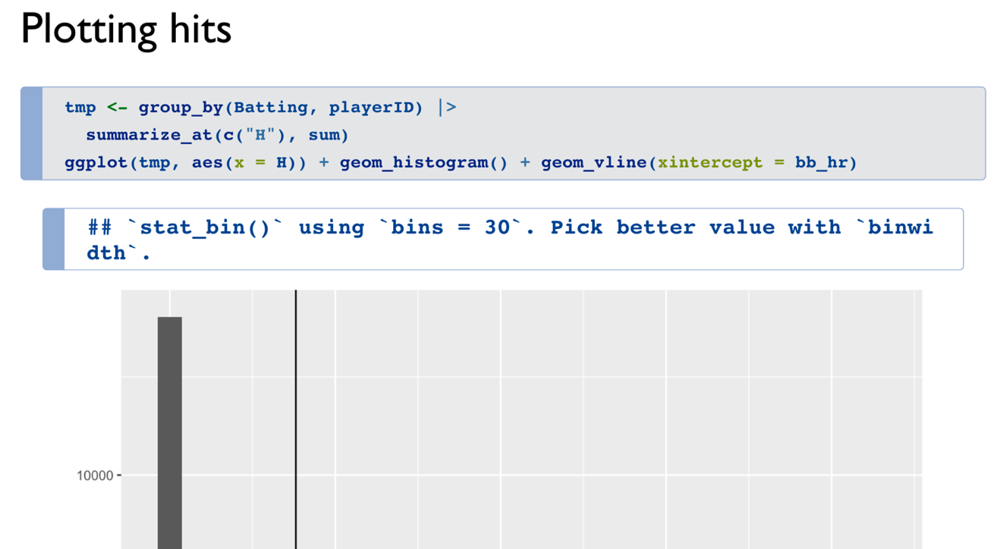 Plotting hits
tmp <- group_by(Batting, playerID) |>
summarize_at(c("H"), sum)
ggplot(tmp, aes(x = H)) + geom_histogram() + geom_vline(xintercept = bb_hr)
## `stat_bin()` using `bins = 30`. Pick better value with `binwi
dth`.
10000